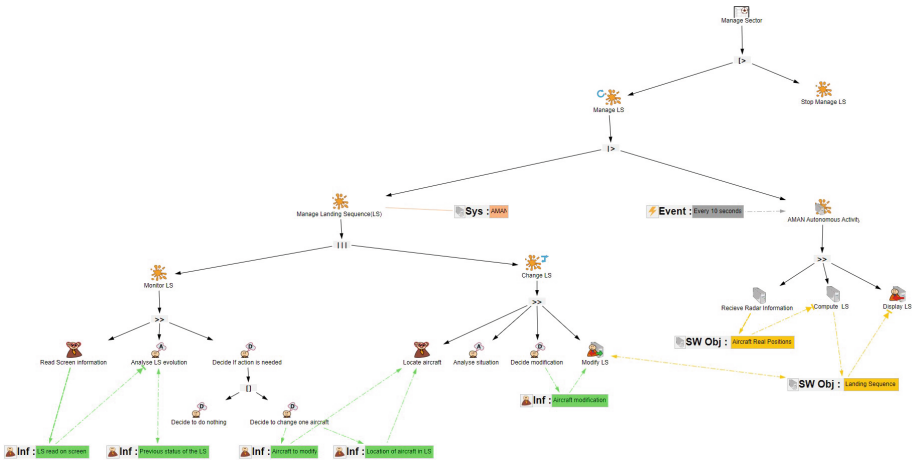 Manage Sector
[>
Manage LS
Stop Manage LS
|>
Manage Landing Sequence(LS)
Sys : AMAN
Event : Every 10 seconds
AMAN Autonomous Activity
|||
>>
Monitor LS
Change LS
Recieve Radar Information
Compute LS
Display LS
>>
>>
Read Screen information
Analyse LS evolution
Decide If action is needed
Locate aircraft
Analyse situation
Decide modification
Modify LS
SW Obj : Aircraft Real Positions
A
D
D
[]
SW Obj : Landing Sequence
D
D
Inf : Aircraft modification
Decide to do nothing
Decide to change one aircraft
Inf : LS read on screen
Inf : Previous status of the LS
Inf : Aircraft to modify
Inf : Location of aircraft in LS